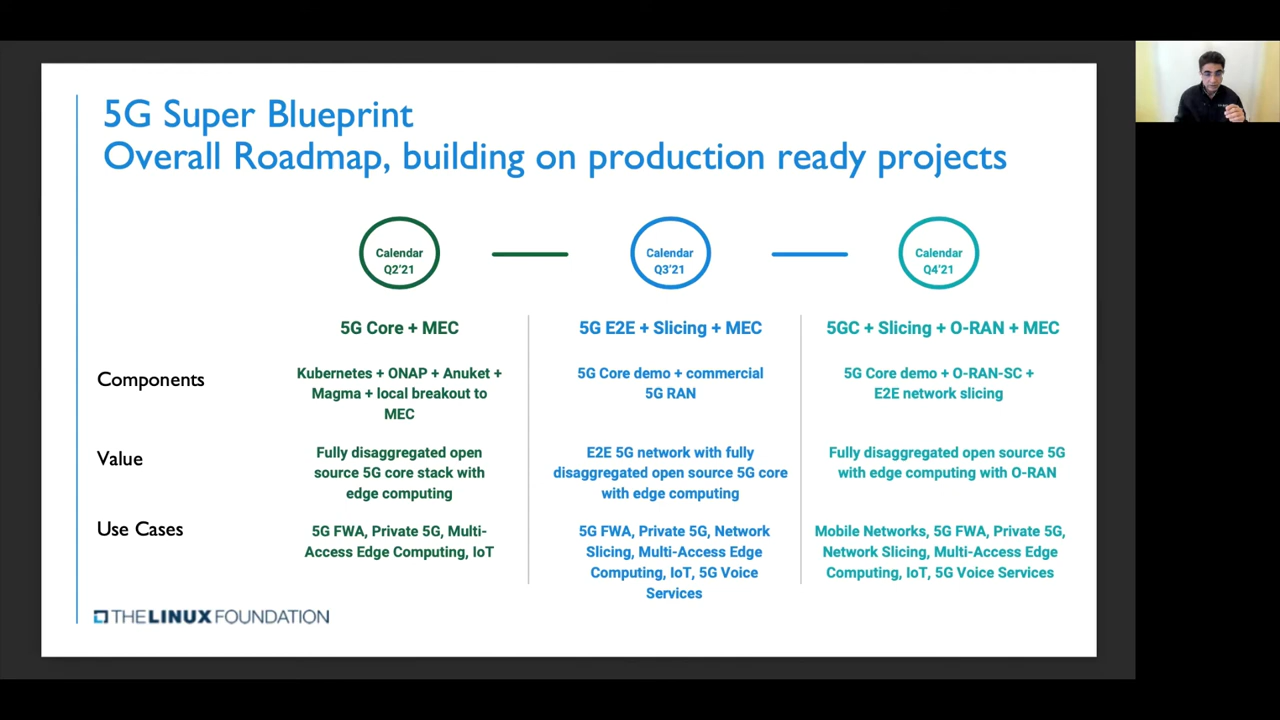 5G Super Blueprint
Overall Roadmap, building on production ready projects
Calendar
Q2'21
Calendar
Q3'21
Calendar
Q4'21
5G Core + MEC
5G E2E + Slicing + MEC
5GC + Slicing + O-RAN + MEC
Components
Kubernetes + ONAP + Anuket +
Magma + local breakout to
MEC
5G Core demo + commercial
5G RAN
5G Core demo + O-RAN-SC +
E2E network slicing
Value
Fully disaggregated open
source 5G core stack with
edge computing
E2E 5G network with fully
disaggregated open source 5G core
with edge computing
Fully disaggregated open source 5G
with edge computing with O-RAN
Use Cases
5G FWA, Private 5G, Multi-
Access Edge Computing, IoT
5G FWA, Private 5G, Network
Slicing, Multi-Access Edge
Computing, IoT, 5G Voice
Services
Mobile Networks, 5G FWA, Private 5G,
Network Slicing, Multi-Access Edge
Computing, IoT, 5G Voice Services
THE LINUX FOUNDATION